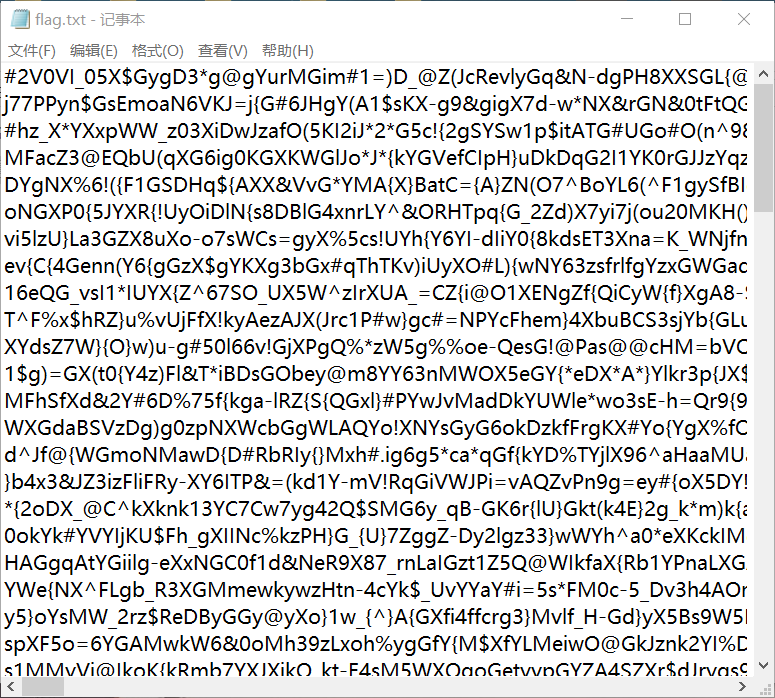 flag.txt - 记事本
文件(F) 编辑(E) 格式(O) 查看(V) 帮助(H)
#2V0VI_05X$GygD3*g@gYurMGim#1=)D_@Z(JcRevlyGq&N-dgPH8XXSGL{@
j77PPyn$GsEmoaN6VKJ=j{G#6JHgY(A1$sKX-g9&gigX7d-w*NX&rGN&0tFtQG
#hz_X*YXxpWW_z03XiDwJzafO(5KI2iJ*2*G5c!{2gSYSw1p$itATG#UGo#O(n^98
MFacZ3@EQbU(qXG6ig0KGXKWGlJo*J*{kYGVefCIpH}uDkDqG2I1YK0rGJJzYqz
DYgNX%6!({F1GSDHq${AXX&VvG*YMA{X}BatC={A}ZN(O7^BoYL6(^F1gySfBI
oNGXP0{5JYXR{!UyOiDlN{s8DBlG4xnrLY^&ORHTpq{G_2Zd)X7yi7j(ou20MKH()
vi5lzU}La3GZX8uXo-o7sWCs=gyX%5cs!UYh{Y6YI-dIiY0{8kdsET3Xna=K_WNjfn
ev{C{4Genn(Y6{gGzX$gYKXg3bGx#qThTKv)iUyXO#L){wNY63zsfrlfgYzxGWGad
16eQG_vsI1*IUYX{Z^67SO_UX5W^zlrXUA_=CZ{i@O1XENgZf{QiCyW{f}XgA8-9
T^F%x$hRZ}u%vUjFfX!kyAezAJX(Jrc1P#w}gc#=NPYcFhem}4XbuBCS3sjYb{GLu
XYdsZ7W}{O}w)u-g#50l66v!GjXPgQ%*zW5g%%oe-QesG!@Pas@@cHM=bVC
1$g)=GX(t0{Y4z)Fl&T*iBDsGObey@m8YY63nMWOX5eGY{*eDX*A*}Ylkr3p{JX$
MFhSfXd&2Y#6D%75f{kga-lRZ{S{QGxl}#PYwJvMadDkYUWle*wo3sE-h=Qr9{9
WXGdaBSVzDg)g0zpNXWcbGgWLAQYo!XNYsGyG6okDzkfFrgKX#Yo{YgX%fC
d^Jf@{WGmoNMawD{D#RbRIy{}Mxh#.ig6g5*ca*qGf{kYD%TYjlX96^aHaaMU
}b4x3&JZ3izFliFRy-XY6ITP&=(kd1Y-mV!RqGiVWJPi=vAQZvPn9g=ey#{oX5DY!
*{2oDX_@C^kXknk13YC7Cw7yg42Q$SMG6y_qB-GK6r{lU}Gkt(k4E}2g_k*m)k{a
0okYk#YVYIjKU$Fh_gXIINc%kzPH}G_{U}7ZggZ-Dy2lgz33}wWYh^a0*eXKckIM
HAGgqAtYGiilg-eXxNGC0f1d&NeR9X87_rnLaIGzt1Z5Q@WIkfaX{Rb1YPnaLXG
YWe{NX^FLgb_R3XGMmewkywzHtn-4cYk$_UvYYaY#i=5s*FM0c-5_Dv3h4AOr
y5}oYsMW_2rz$ReDByGGy@yXo}1w_{^}A{GXfi4ffcrg3}Mvlf_H-Gd}yX5Bs9W5
spXF5o=6YGAMwkW6&0oMh39zLxoh%ygGfY{M$XfYLMeiwO@GkJznk2YI%D